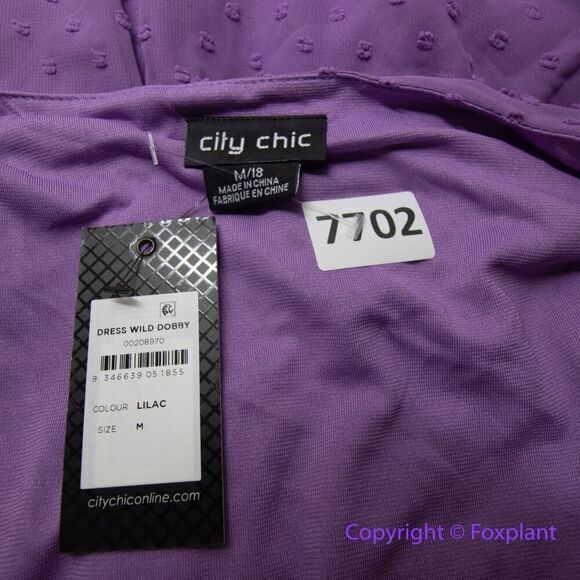 city chic
M/18
MADE IN CHINA
FABRIQUE EN CHINE
7702
DRESS WILD DOBBY
00208970
9 346639 051855
COLOUR LILAC
SIZE M
citychiconline.com
Copyright © Foxplant